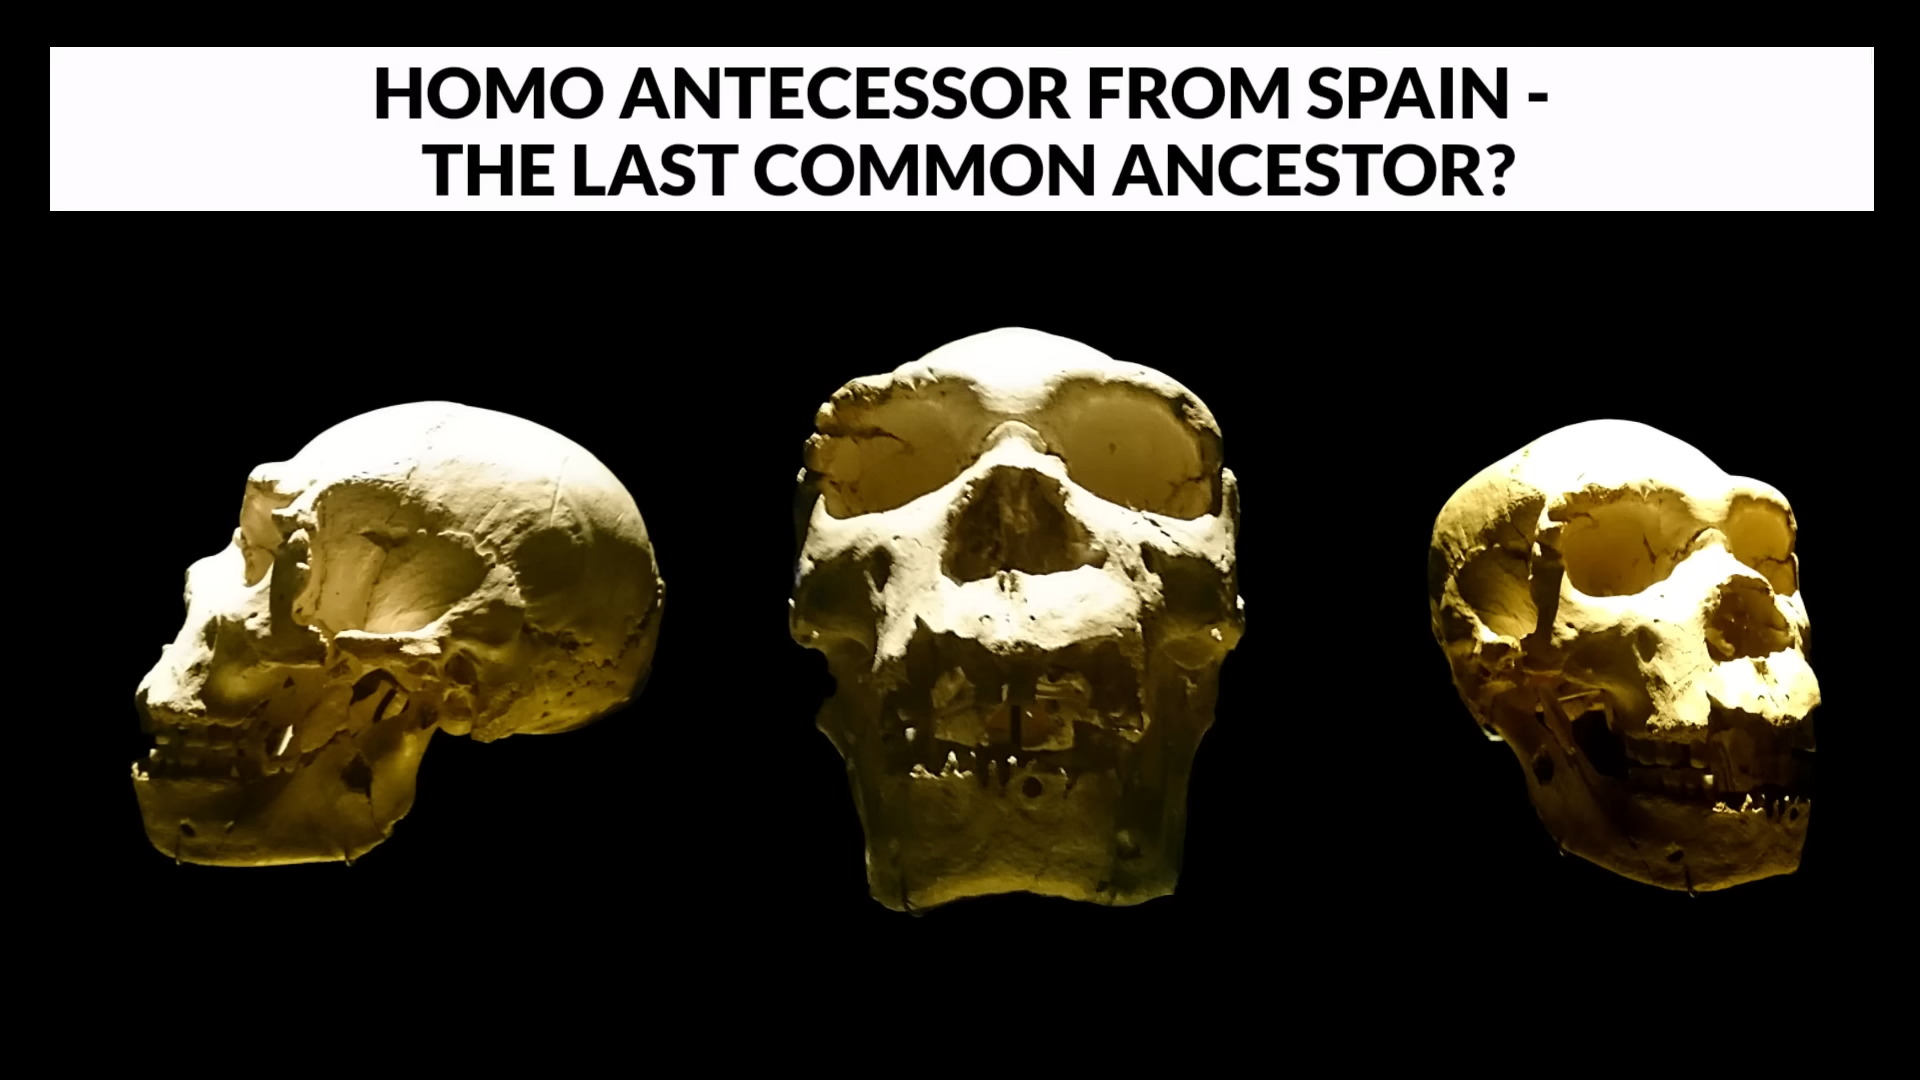 HOMO ANTECESSOR FROM SPAIN -
THE LAST COMMON ANCESTOR?